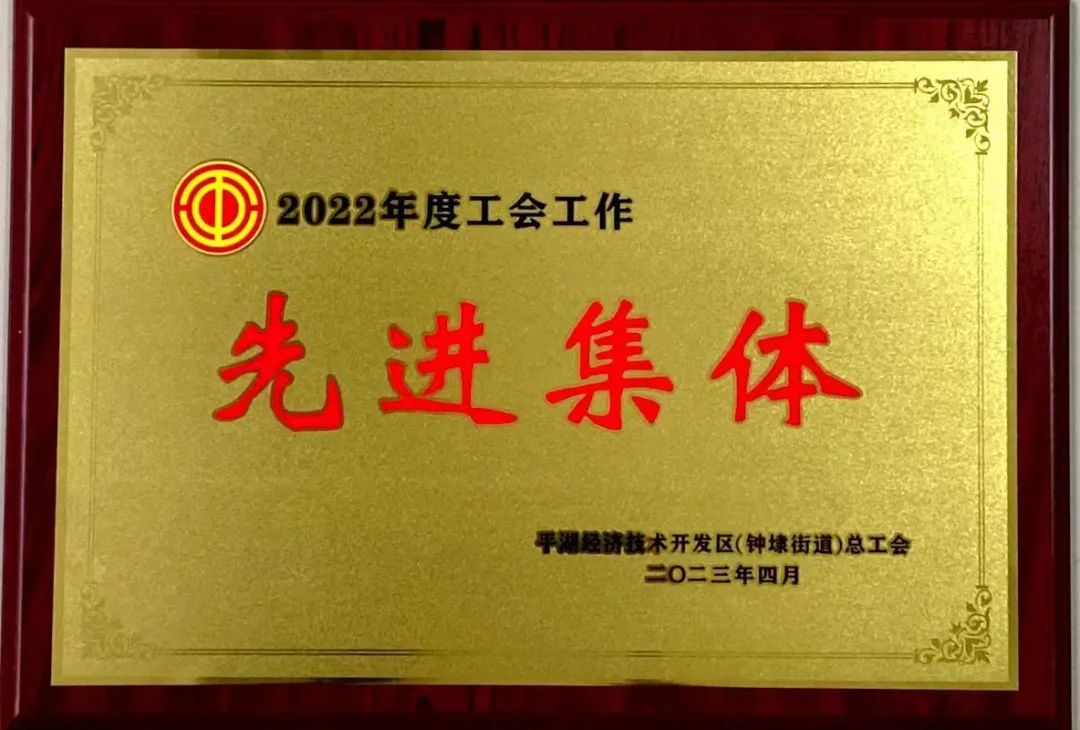 2022年度工会工作
先进集体
平湖经济技术开发区(钟埭街道)总工会
二〇二三年四月